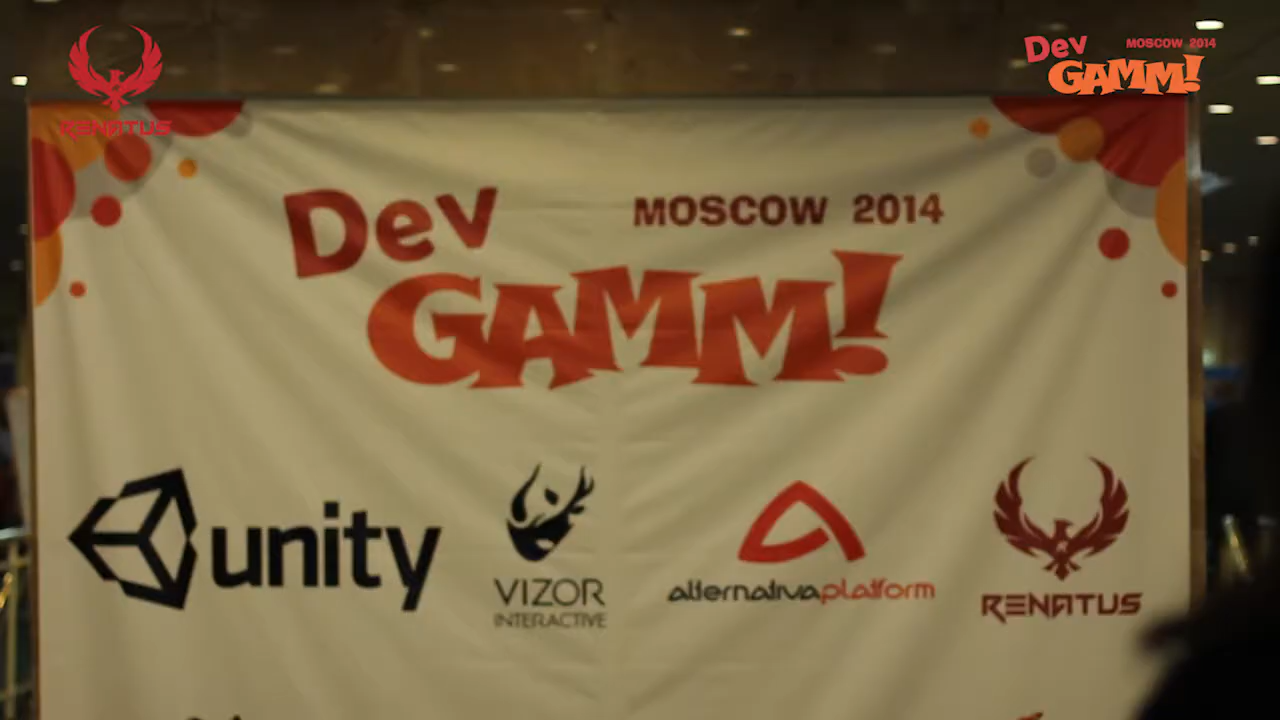 RENATUS
Dev MOSCOW 2014
GAMM!
Dev MOSCOW 2014
GAMM!
unity
VIZOR
INTERACTIVE
alternativaplatform
RENATUS